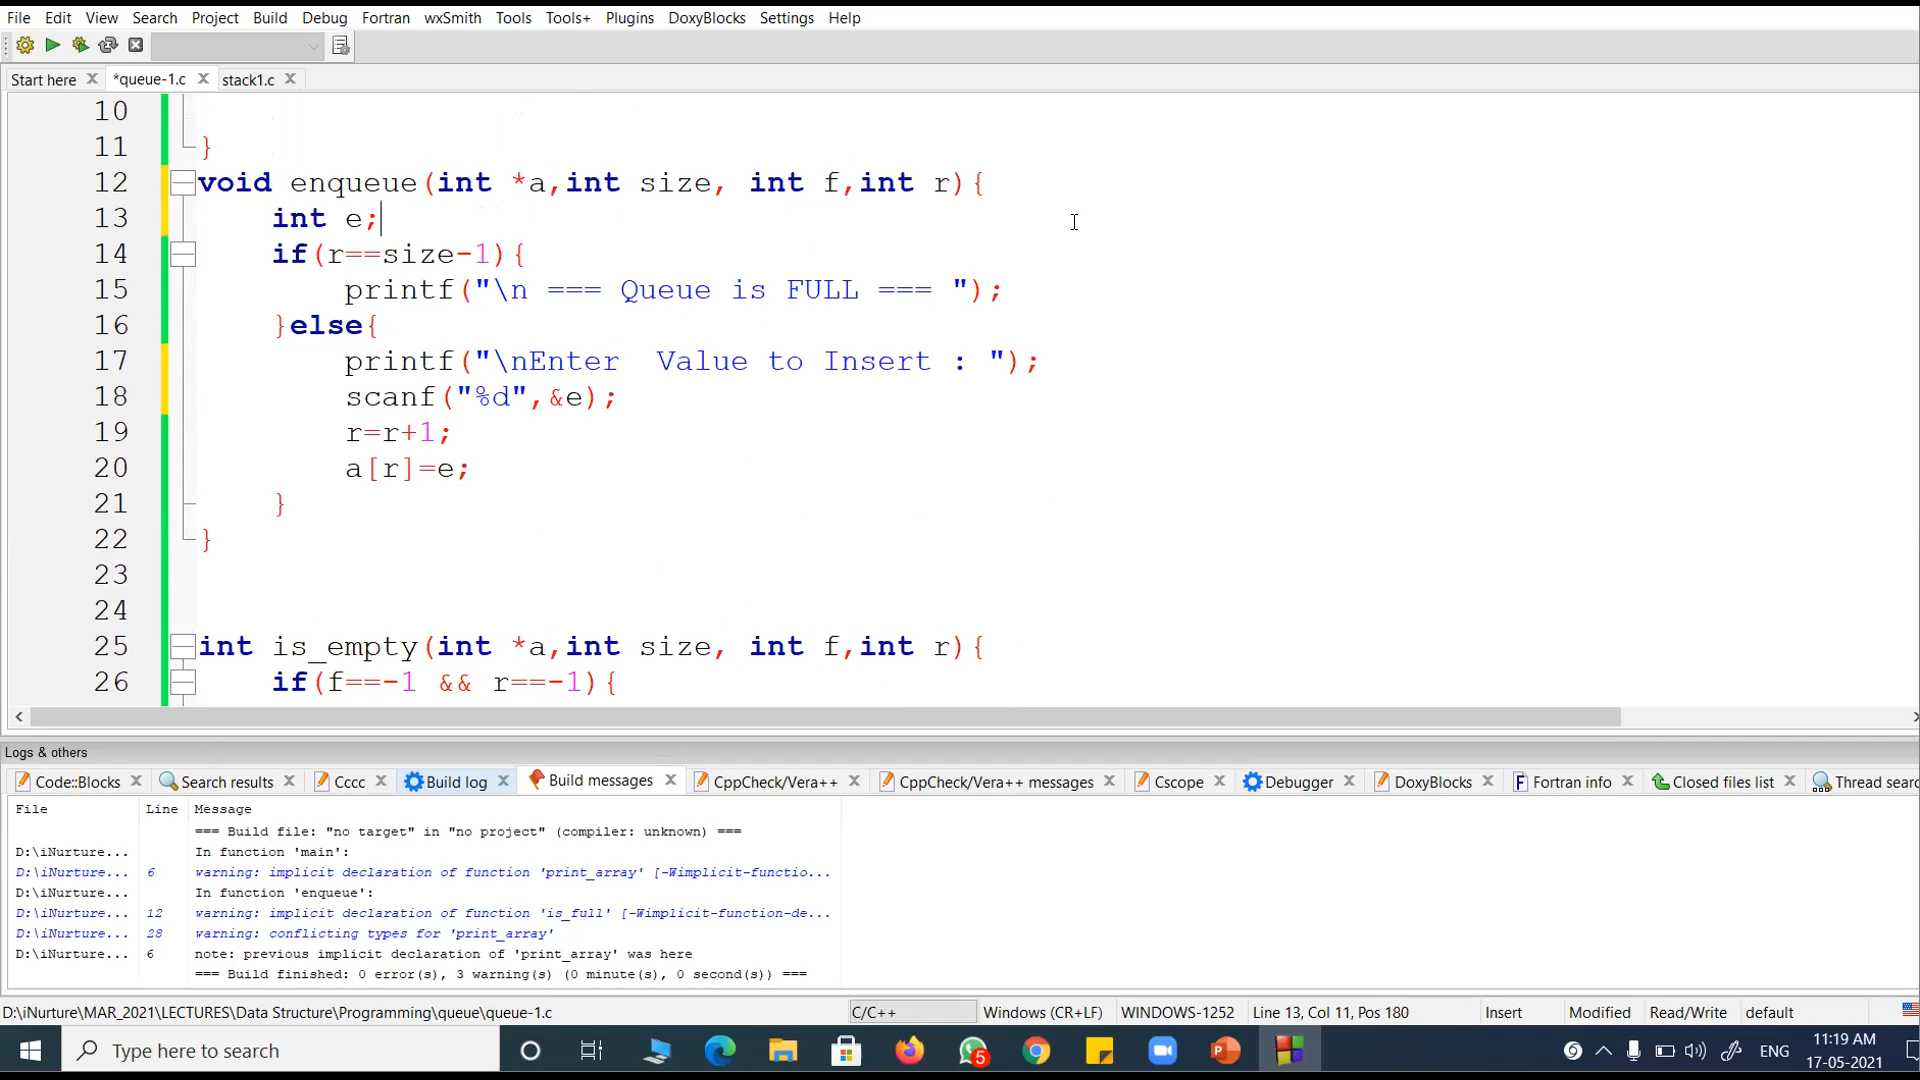 File Edit View Search Project Build Debug Fortran wxSmith Tools Tools+ Plugins DoxyBlocks Settings Help
Start here *queue-1.c stack1.c
10
11 }
12 void enqueue(int *a,int size, int f,int r){
13 int e;
14 if(r==size-1){
15 printf("\n === Queue is FULL === ");
16 }else{
17 printf("\nEnter  Value to Insert : ");
18 scanf("%d",&e);
19 r=r+1;
20 a[r]=e;
21 }
22 }
23
24
25 int is_empty(int *a,int size, int f,int r){
26 if(f==-1 && r==-1){
Logs & others
Code::Blocks Search results Cccc Build log Build messages CppCheck/Vera++ CppCheck/Vera++ messages Cscope Debugger DoxyBlocks Fortran info Closed files list Thread searc
File Line Message
=== Build file: "no target" in "no project" (compiler: unknown) ===
D:\iNurture... In function 'main':
D:\iNurture... 6 warning: implicit declaration of function 'print_array' [-Wimplicit-functio...
D:\iNurture... In function 'enqueue':
D:\iNurture... 12 warning: implicit declaration of function 'is_full' [-Wimplicit-function-de...
D:\iNurture... 28 warning: conflicting types for 'print_array'
D:\iNurture... 6 note: previous implicit declaration of 'print_array' was here
=== Build finished: 0 error(s), 3 warning(s) (0 minute(s), 0 second(s)) ===
D:\iNurture\MAR_2021\LECTURES\Data Structure\Programming\queue\queue-1.c C/C++ Windows (CR+LF) WINDOWS-1252 Line 13, Col 11, Pos 180 Insert Modified Read/Write default
Type here to search 5 ENG 11:19 AM
17-05-2021